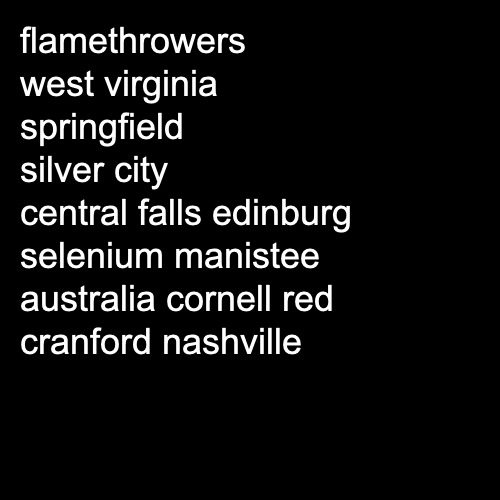 flamethrowers
west virginia
springfield
silver city
central falls edinburg
selenium manistee
australia cornell red
cranford nashville